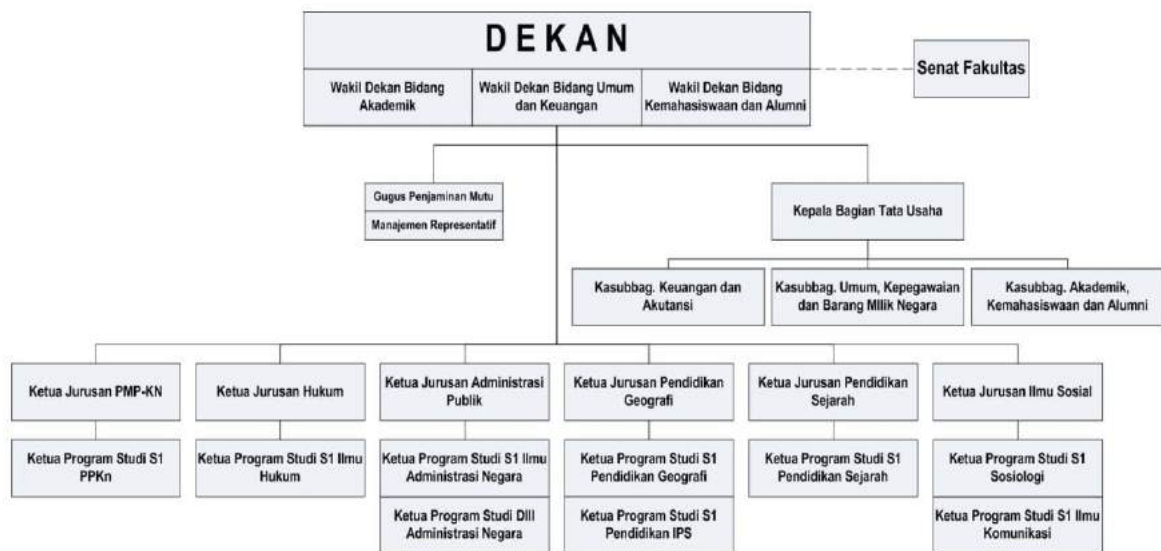 DEKAN
Wakil Dekan Bidang
Akademik
Wakil Dekan Bidang Umum
dan Keuangan
Wakil Dekan Bidang
Kemahasiswaan dan Alumni
Senat Fakultas
Gugus Penjaminan Mutu
Manajemen Representatif
Kepala Bagian Tata Usaha
Kasubbag. Keuangan dan
Akutansi
Kasubbag. Umum, Kepegawaian
dan Barang MIlik Negara
Kasubbag. Akademik,
Kemahasiswaan dan Alumni
Ketua Jurusan PMP-KN
Ketua Jurusan Hukum
Ketua Jurusan Administrasi
Publik
Ketua Jurusan Pendidikan
Geografi
Ketua Jurusan Pendidikan
Sejarah
Ketua Jurusan Ilmu Sosial
Ketua Program Studi S1
PPKn
Ketua Program Studi S1 Ilmu
Hukum
Ketua Program Studi S1 Ilmu
Administrasi Negara
Ketua Program Studi DIII
Administrasi Negara
Ketua Program Studi S1
Pendidikan Geografi
Ketua Program Studi S1
Pendidikan IPS
Ketua Program Studi S1
Pendidikan Sejarah
Ketua Program Studi S1
Sosiologi
Ketua Program Studi S1 Ilmu
Komunikasi